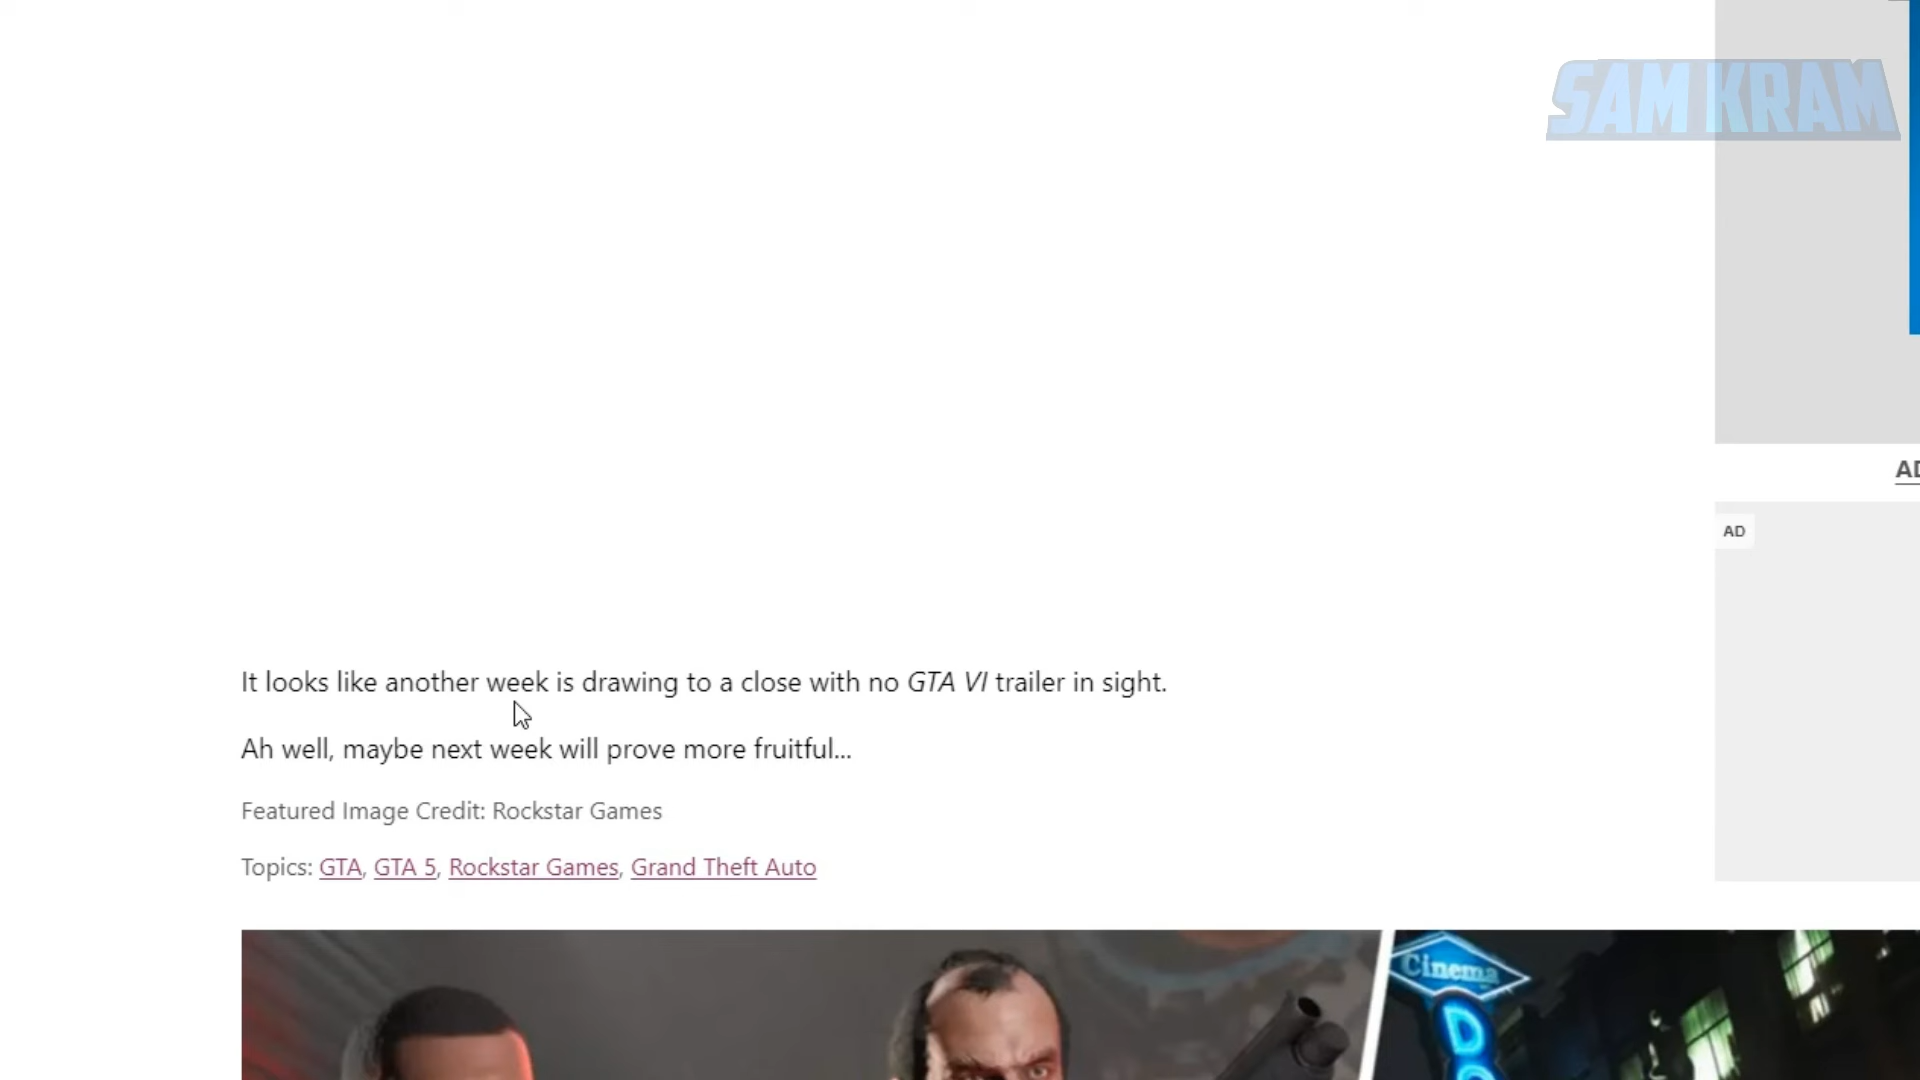 SAM KRAM
AD
It looks like another week is drawing to a close with no GTA VI trailer in sight.
Ah well, maybe next week will prove more fruitful...
Featured Image Credit: Rockstar Games
Topics: GTA, GTA 5, Rockstar Games, Grand Theft Auto
Cinema